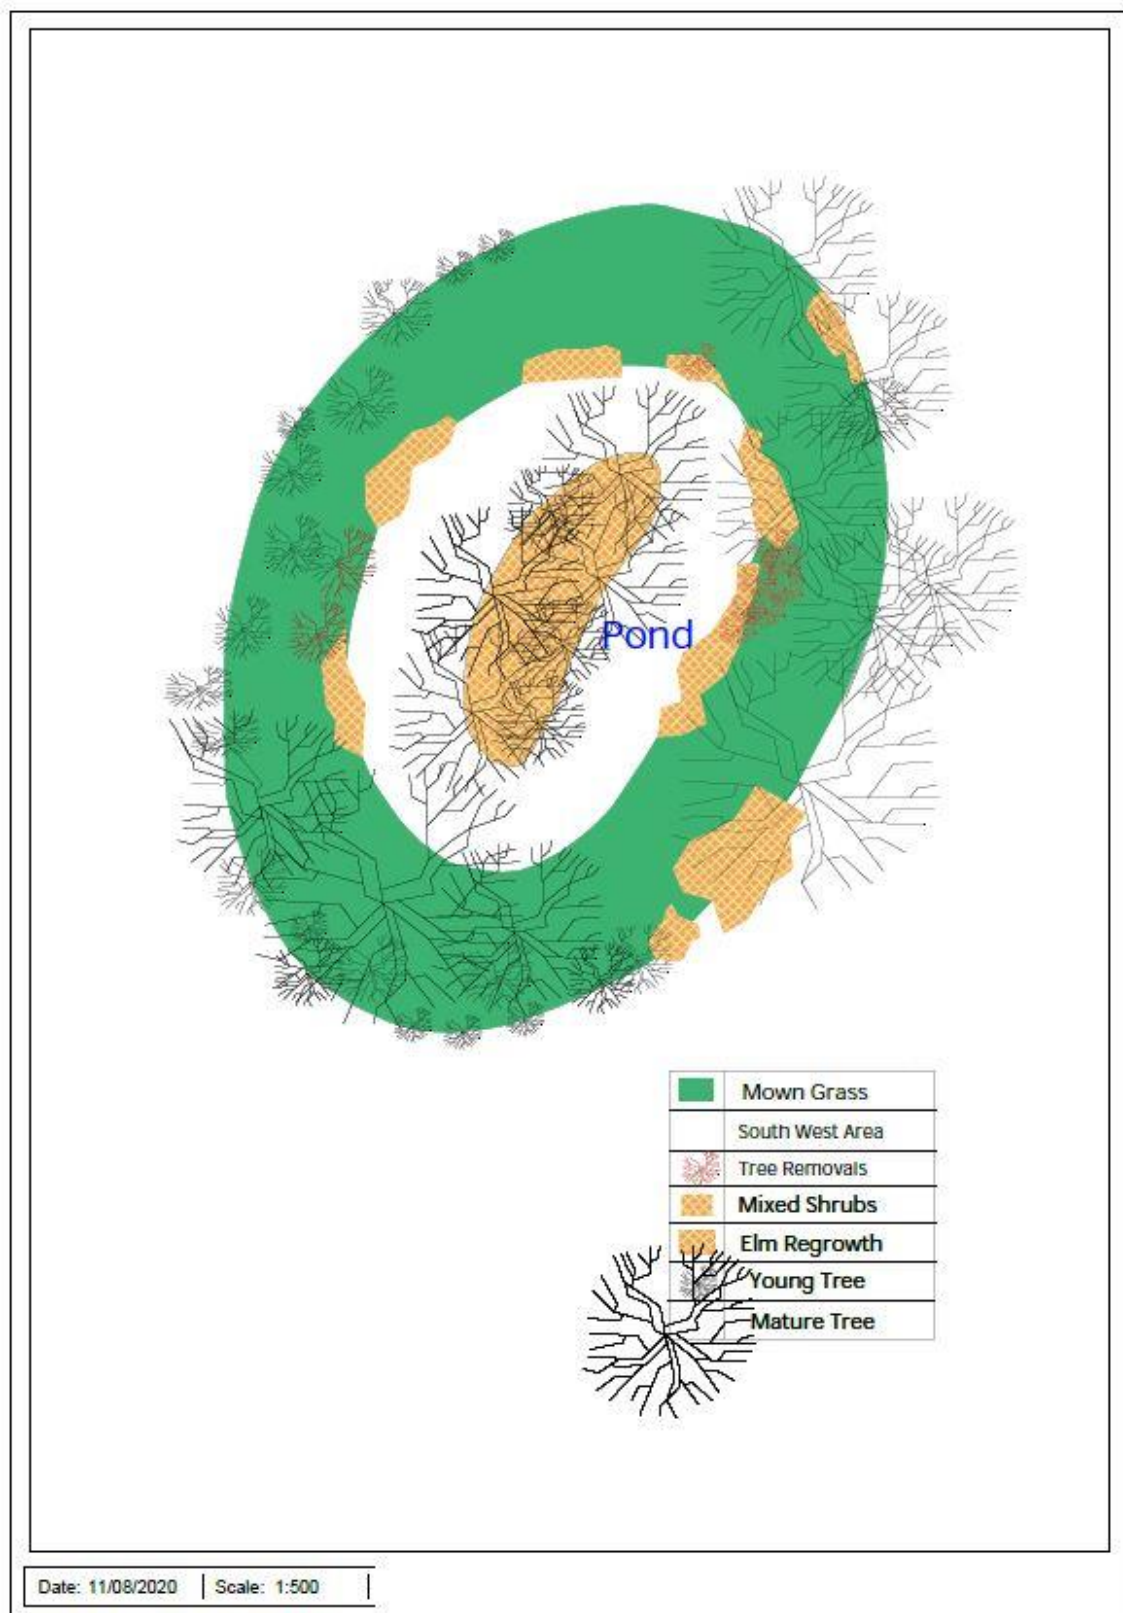 Pond
Mown Grass
South West Area
Tree Removals
Mixed Shrubs
Elm Regrowth
Young Tree
Mature Tree
Date: 11/08/2020 Scale: 1:500